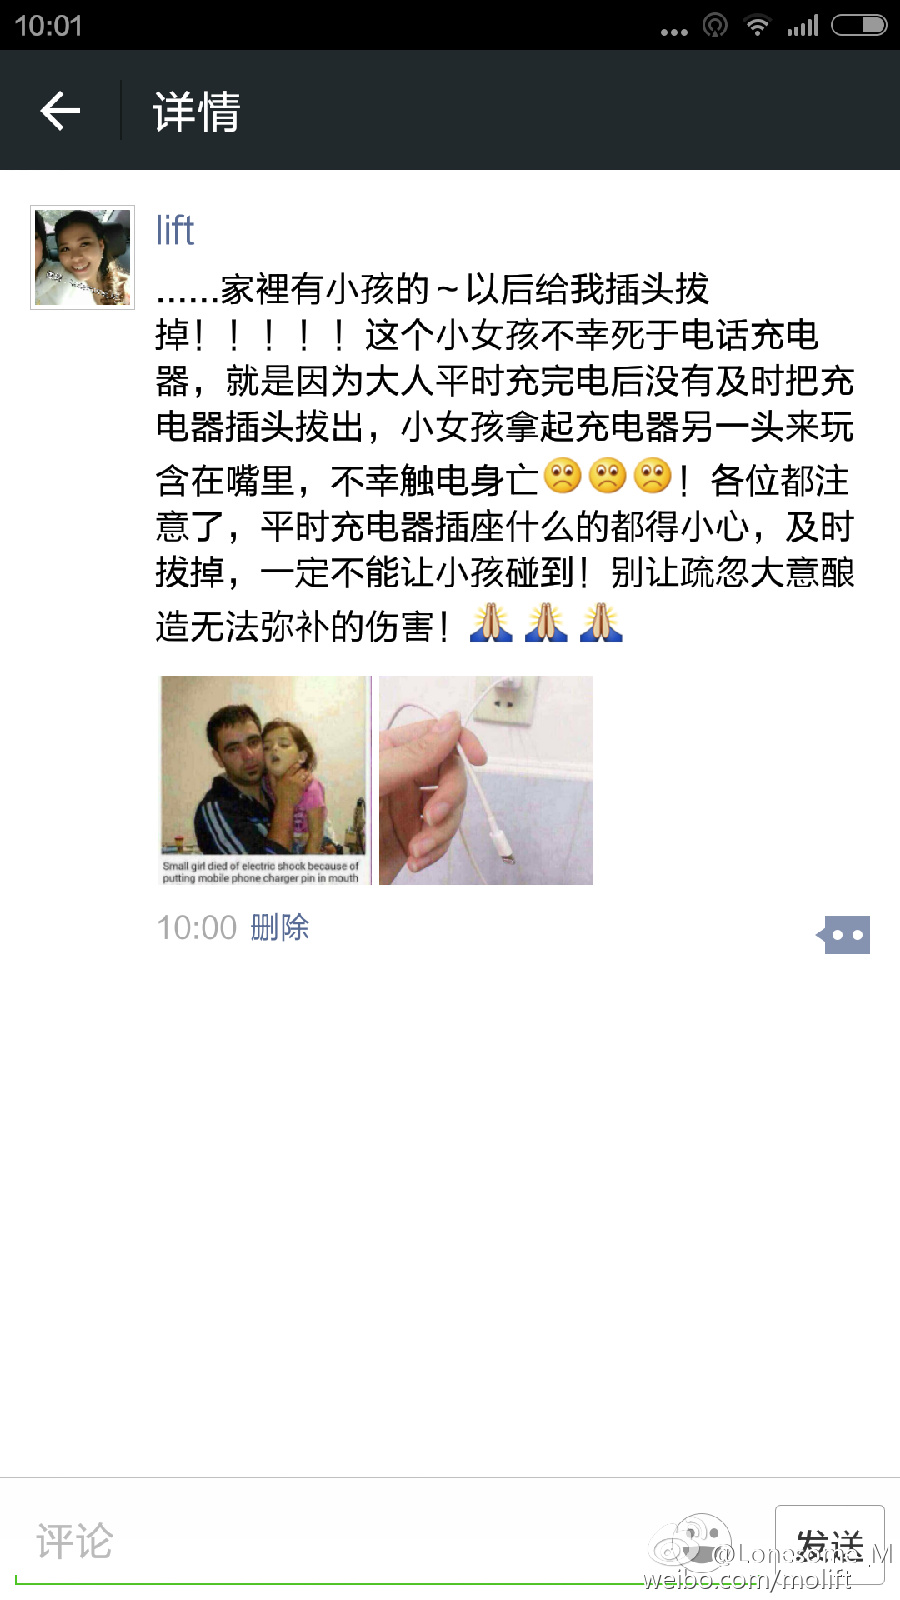 10:01
详情
lift
......家裡有小孩的～以后给我插头拔
掉！！！！！这个小女孩不幸死于电话充电
器，就是因为大人平时充完电后没有及时把充
电器插头拔出，小女孩拿起充电器另一头来玩
含在嘴里，不幸触电身亡！各位都注
意了，平时充电器插座什么的都得小心，及时
拔掉，一定不能让小孩碰到！别让疏忽大意酿
造无法弥补的伤害！
Small girl died of electric shock because of
putting mobile phone charger pin in mouth
10:00 删除
评论
发送
@Lonesome_M
weibo.com/molift